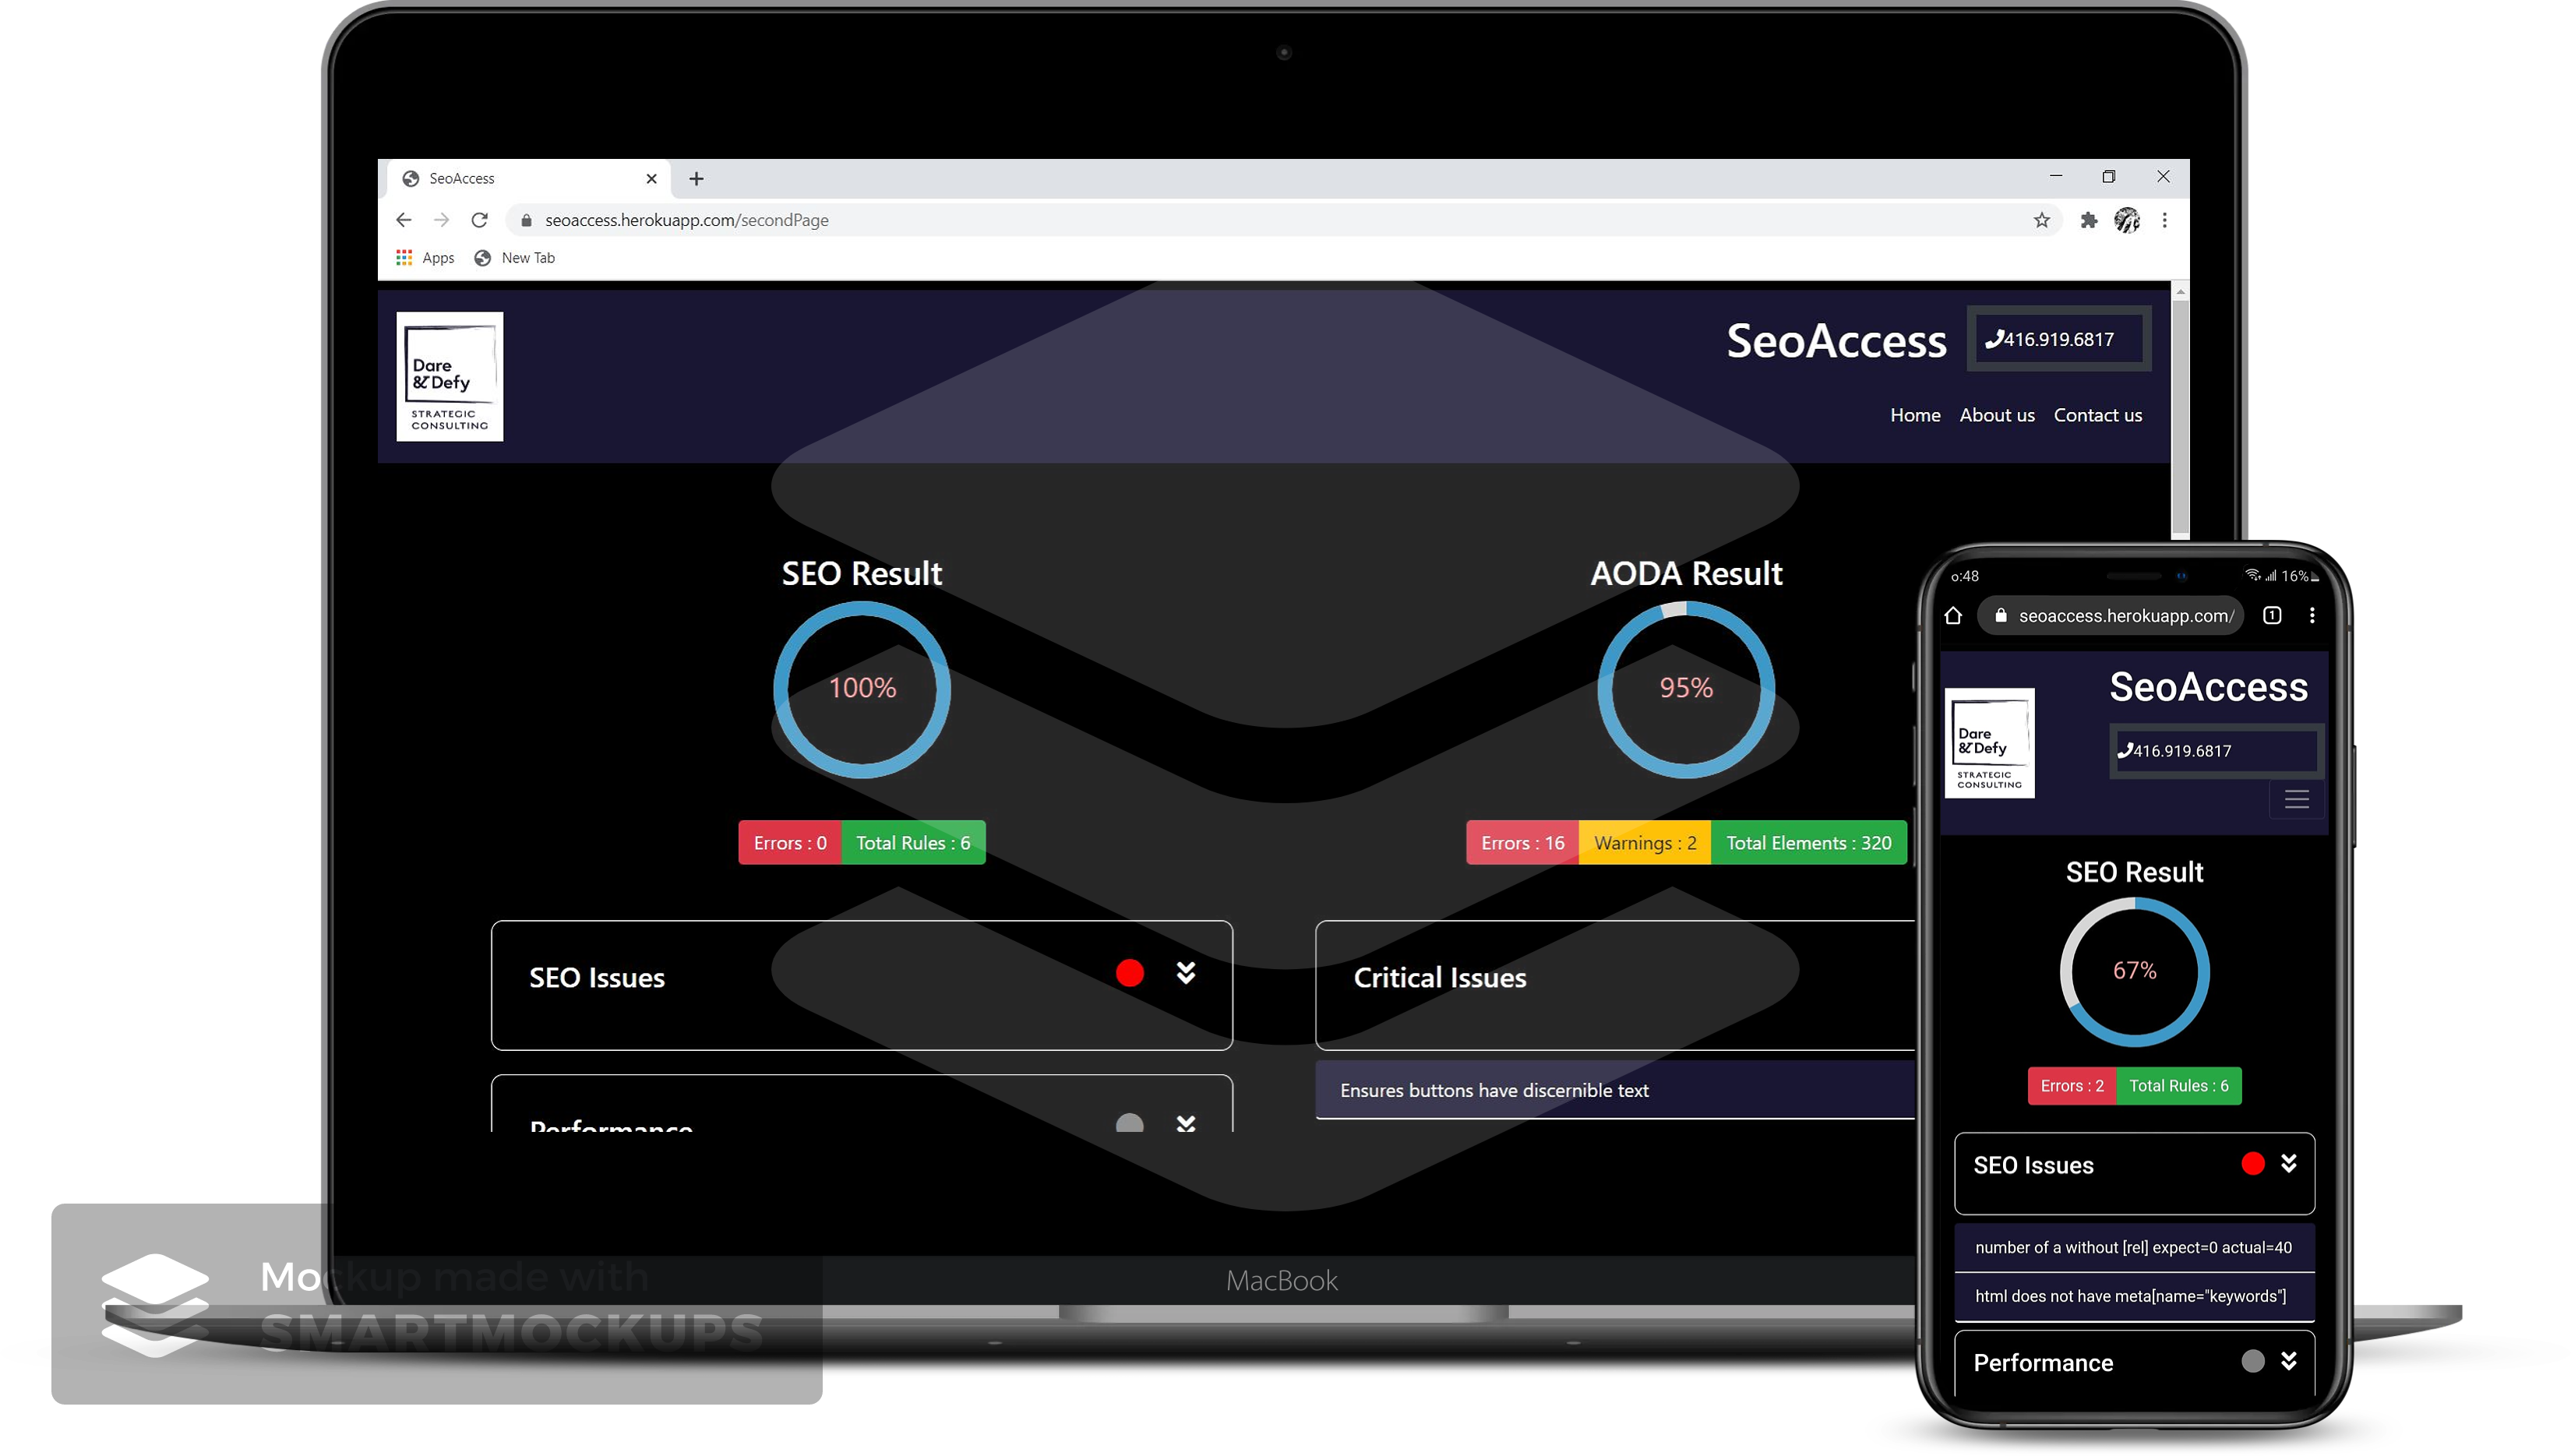 SeoAccess
seoaccess.herokuapp.com/secondPage
Apps New Tab
Dare
&Defy
STRATEGIC
CONSULTING
SeoAccess 416.919.6817
Home About us Contact us
SEO Result
100%
Errors : 0 Total Rules : 6
AODA Result
95%
Errors : 16 Warnings : 2 Total Elements : 320
SEO Issues
Performance
Critical Issues
Ensures buttons have discernible text
MacBook
0:48 16%
seoaccess.herokuapp.com/ 1
Dare
&Defy
STRATEGIC
CONSULTING
SeoAccess
416.919.6817
SEO Result
67%
Errors : 2 Total Rules : 6
SEO Issues
number of a without [rel] expect=0 actual=40
html does not have meta[name="keywords"]
Performance
Mockup made with
SMARTMOCKUPS